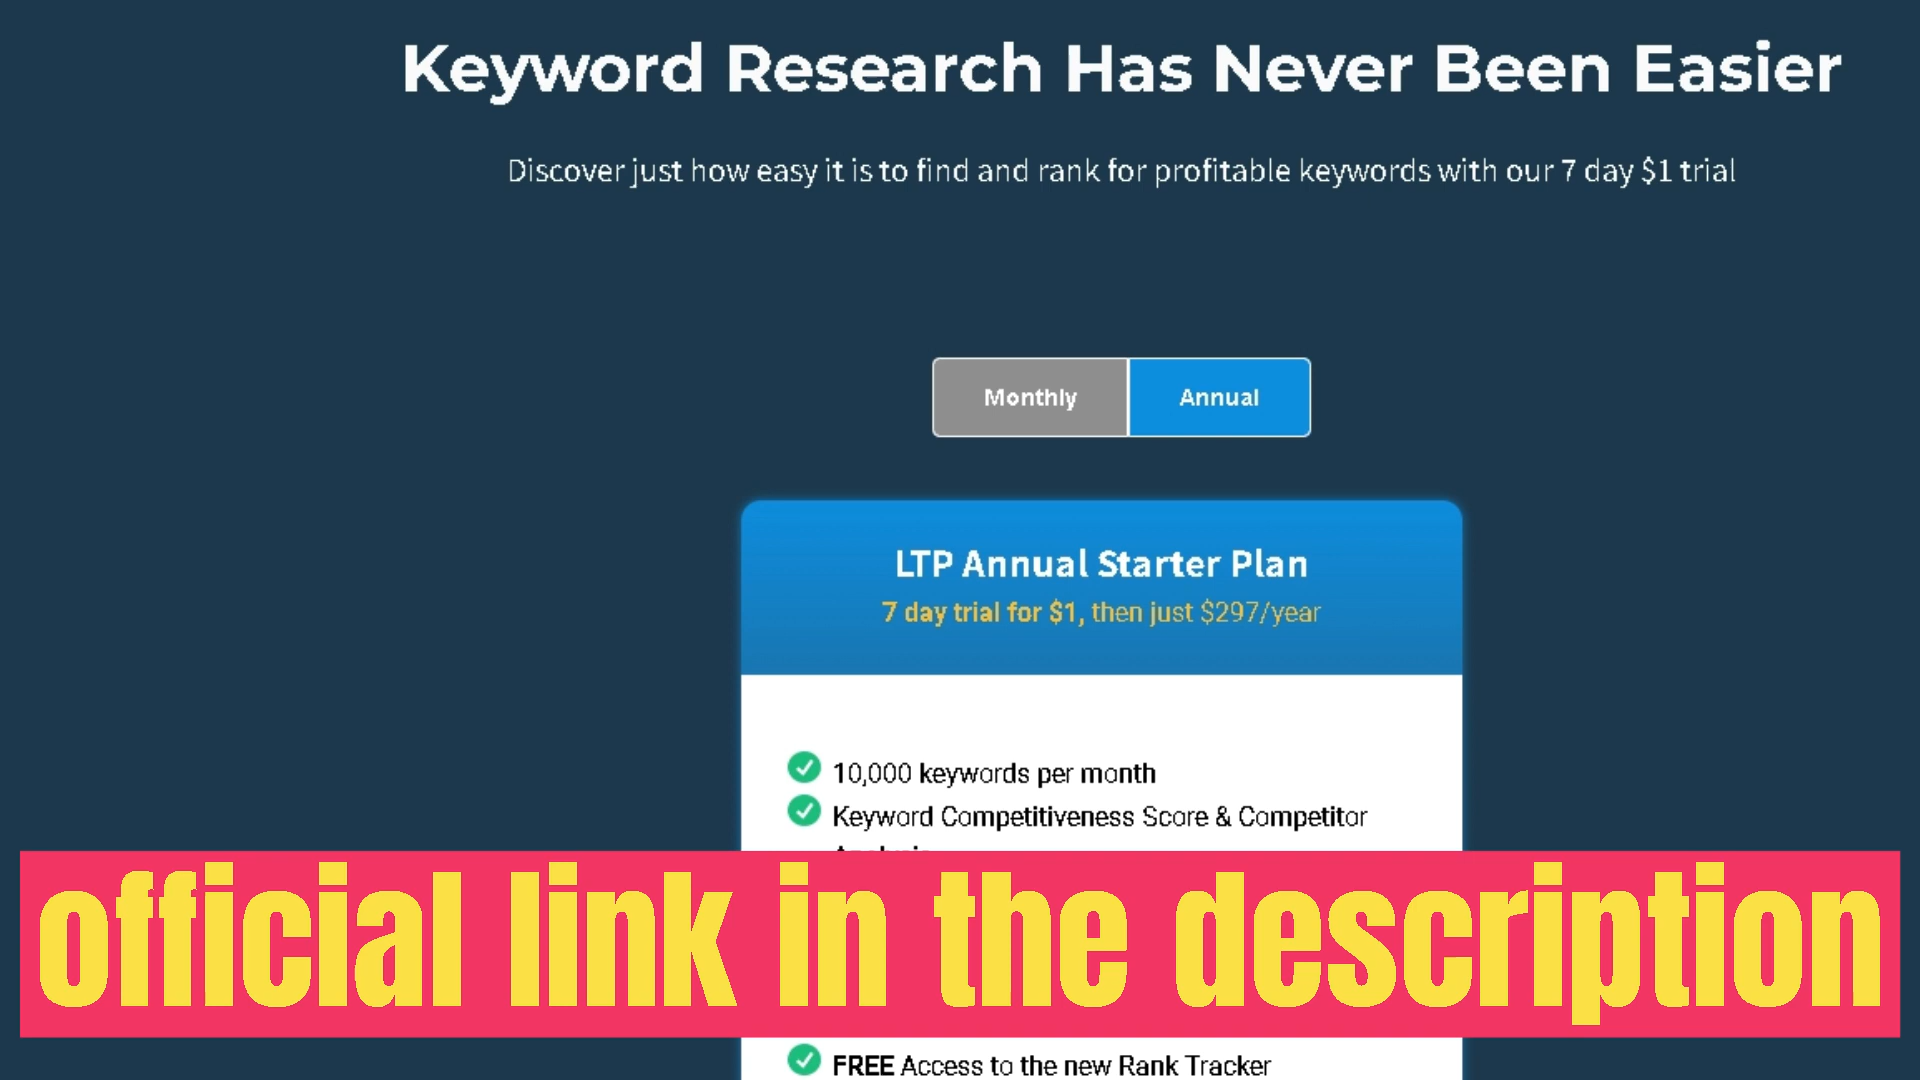 Keyword Research Has Never Been Easier
Discover just how easy it is to find and rank for profitable keywords with our 7 day $1 trial
Monthly
Annual
LTP Annual Starter Plan
7 day trial for $1, then just $297/year
10,000 keywords per month
Keyword Competitiveness Score & Competitor
official link in the description
FREE Access to the new Rank Tracker